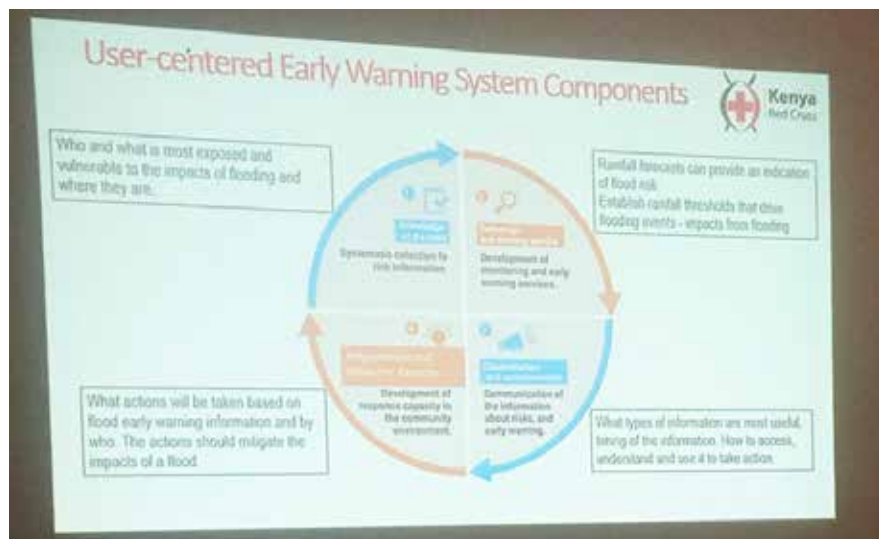 User-centered Early Warning System Components
Kenya
Red Cross
Who and what is most exposed and
vulnerable to the impacts of flooding and
where they are.
Rainfall forecasts can provide an indication
of flood risk
Establish rainfall thresholds that drive
flooding events - impacts from flooding
Systematic collection
risk information.
Development of
monitoring and early
warning services.
Development of
response capacity in
the community
environment.
Communication of
the information
about risks, and
early warning.
What actions will be taken based on
flood early warning information and by
who. The actions should mitigate the
impacts of a flood
What types of information are most useful,
timing of the information. How to access,
understand and use it to take action.